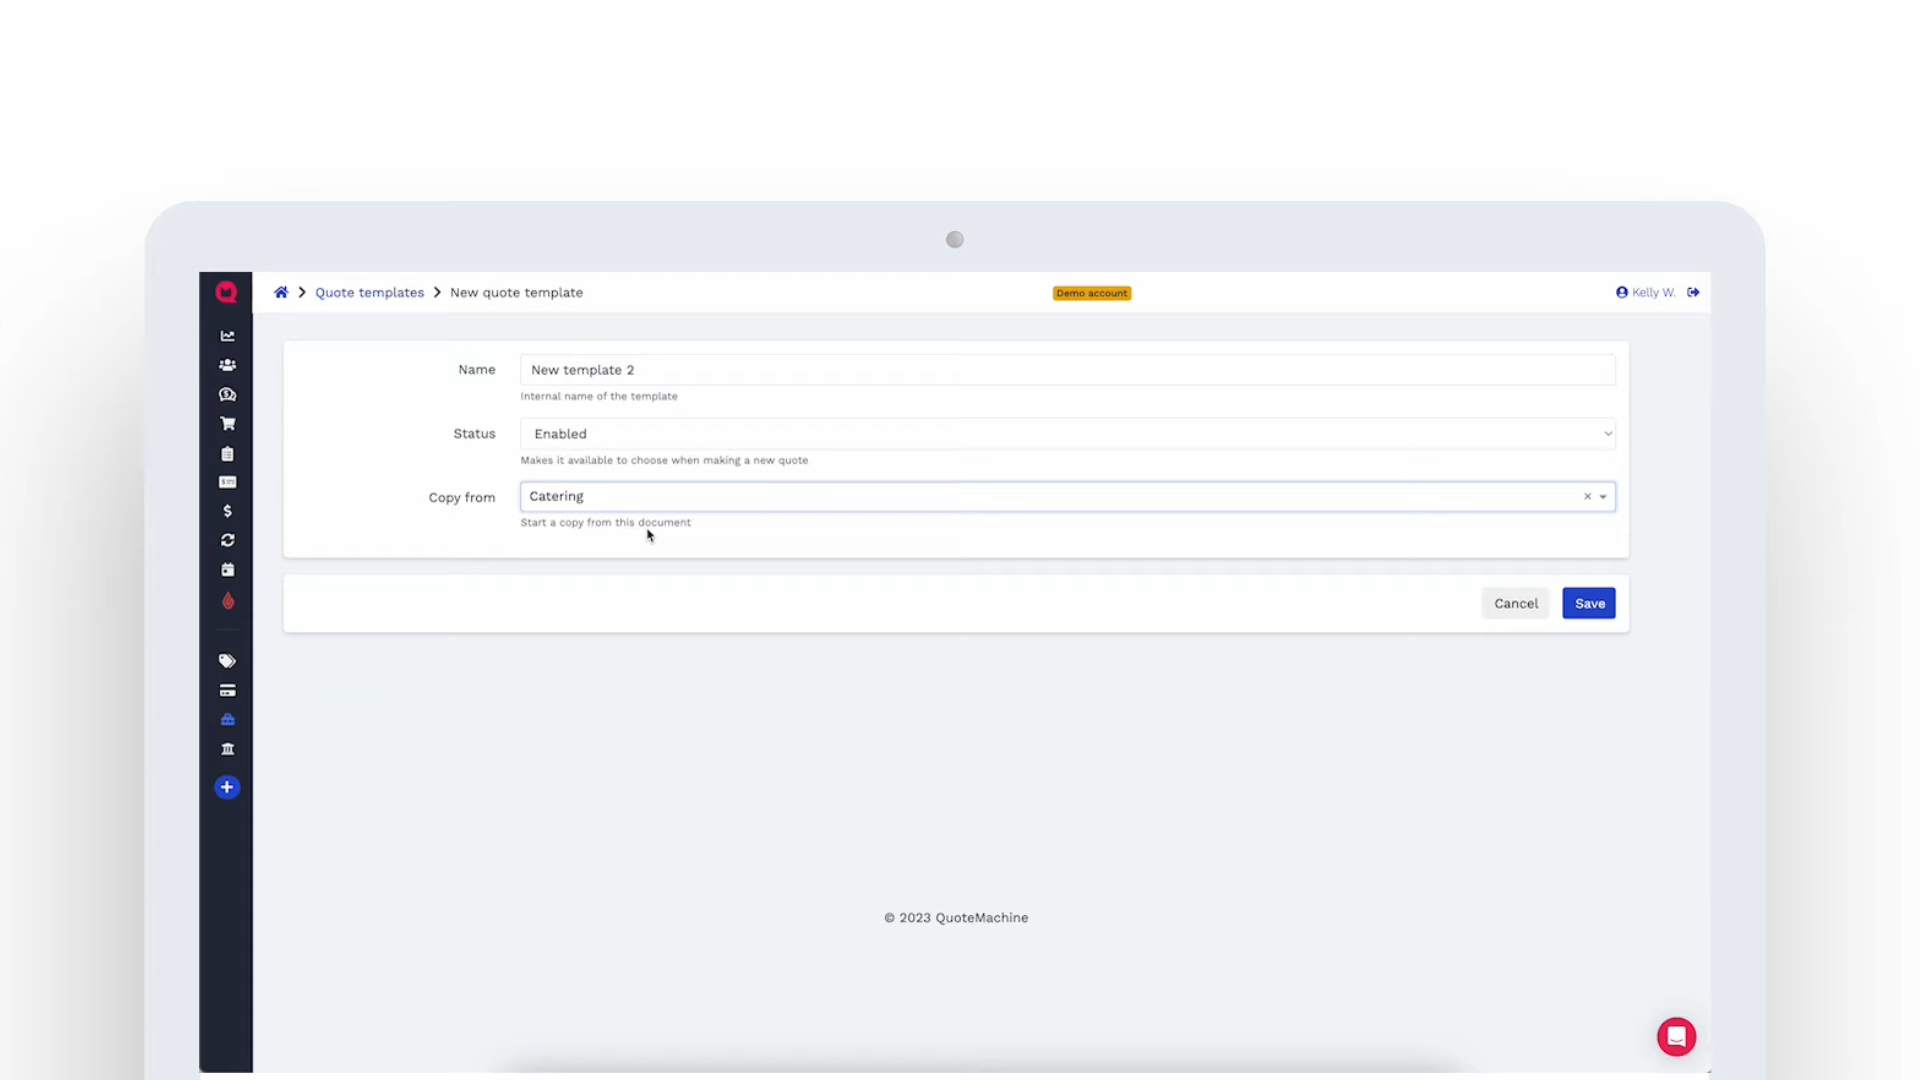 Quote templates
New quote template
Demo account
Kelly W.
Name
New template 2
Internal name of the template
Status
Enabled
Makes it available to choose when making a new quote
Copy from
Catering
Start a copy from this document
Cancel
Save
© 2023 QuoteMachine